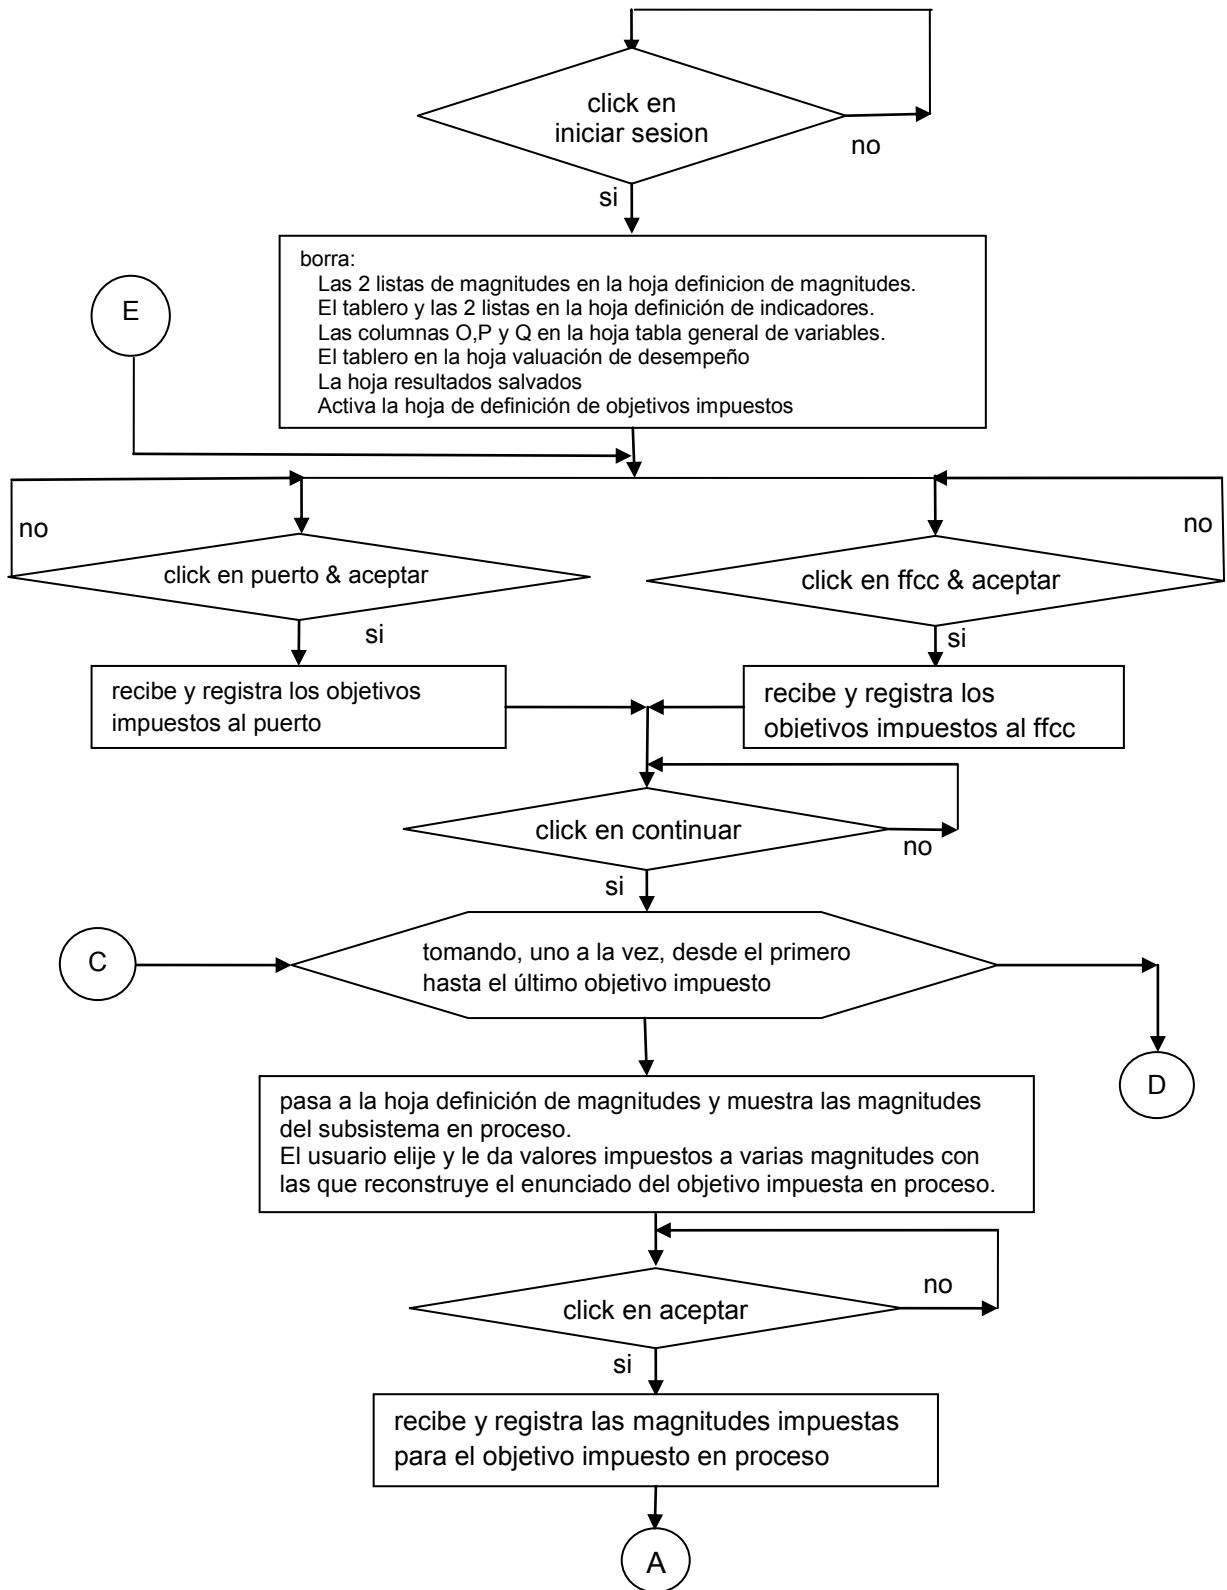 click en
iniciar sesion
no
si
borra:
Las 2 listas de magnitudes en la hoja definicion de magnitudes.
El tablero y las 2 listas en la hoja definición de indicadores.
Las columnas O,P y Q en la hoja tabla general de variables.
El tablero en la hoja valuación de desempeño
La hoja resultados salvados
Activa la hoja de definición de objetivos impuestos
E
no
click en puerto & aceptar
si
no
click en ffcc & aceptar
si
recibe y registra los objetivos
impuestos al puerto
recibe y registra los
objetivos impuestos al ffcc
click en continuar
no
si
C
tomando, uno a la vez, desde el primero
hasta el último objetivo impuesto
D
pasa a la hoja definición de magnitudes y muestra las magnitudes
del subsistema en proceso.
El usuario elije y le da valores impuestos a varias magnitudes con
las que reconstruye el enunciado del objetivo impuesta en proceso.
click en aceptar
no
si
recibe y registra las magnitudes impuestas
para el objetivo impuesto en proceso
A